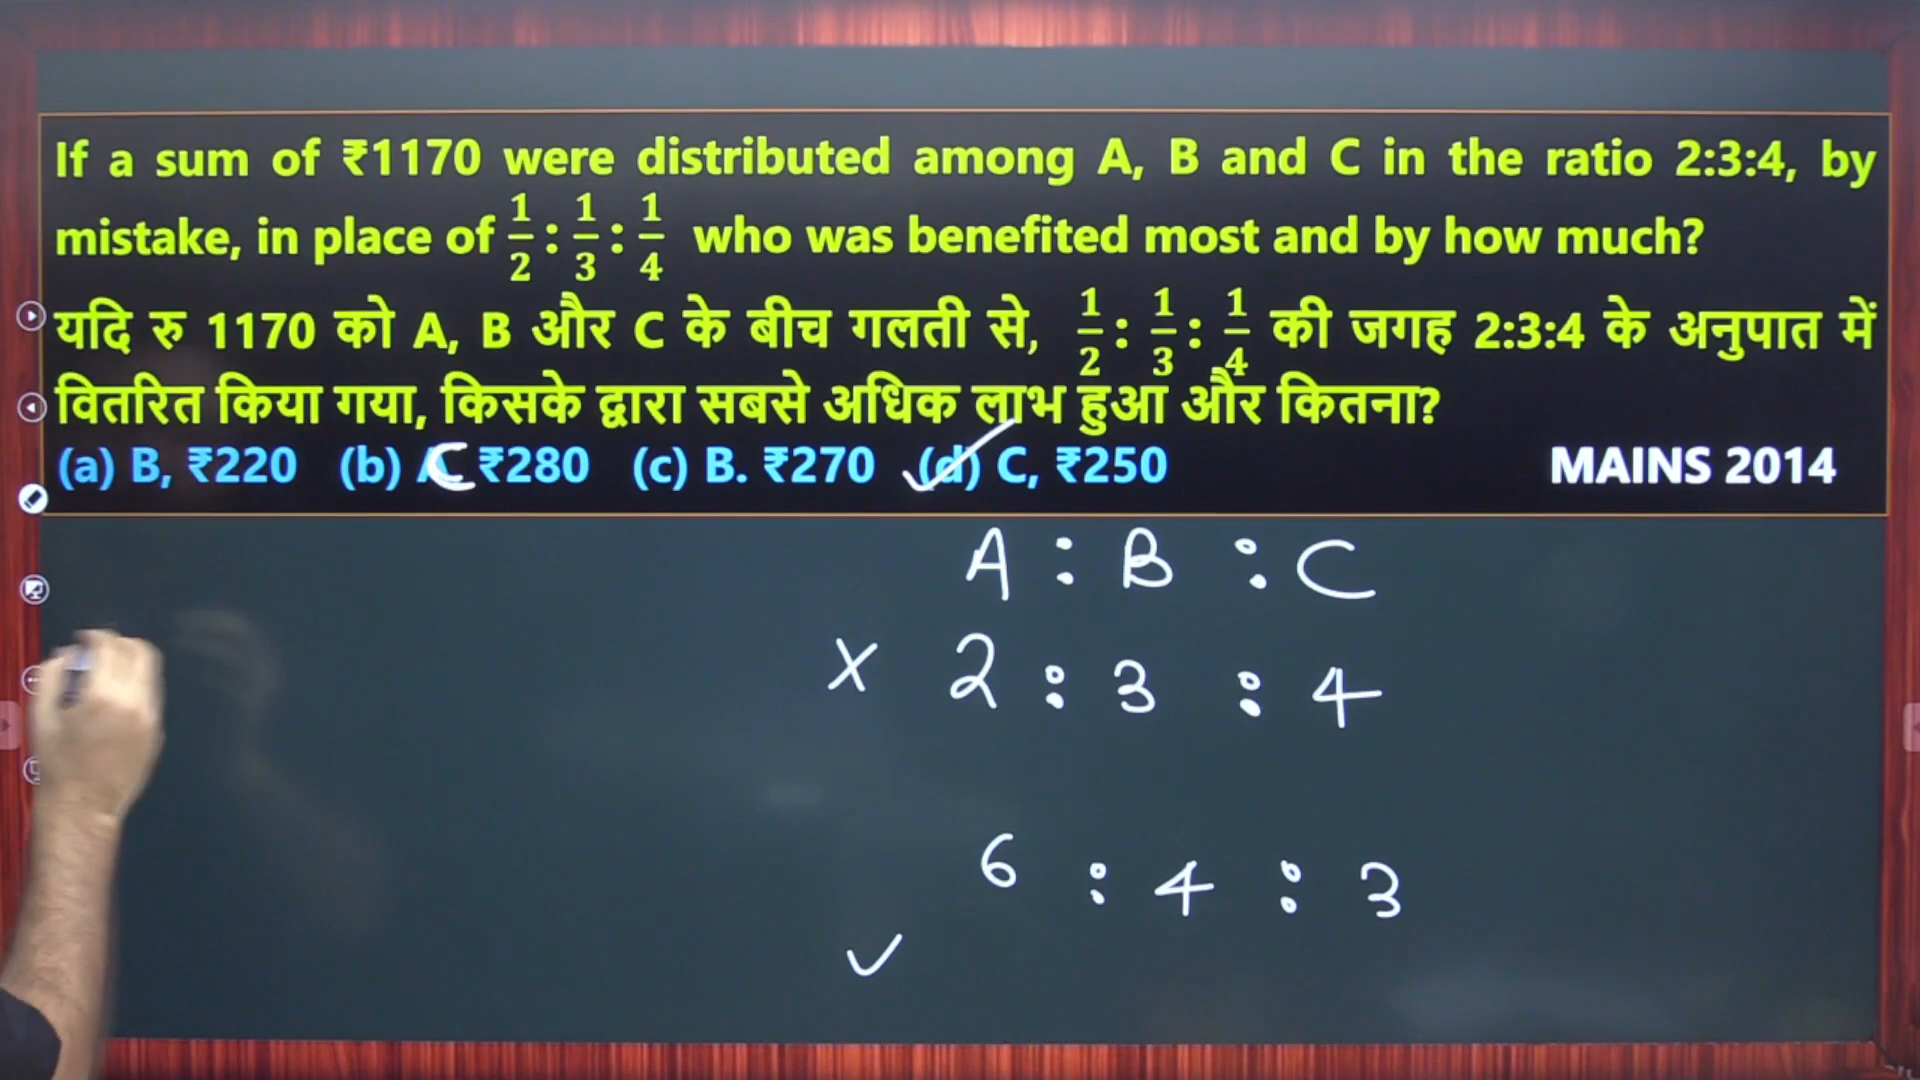 If a sum of ₹1170 were distributed among A, B and C in the ratio 2:3:4, by
mistake, in place of 1/2 : 1/3 : 1/4 who was benefited most and by how much?
यदि रु 1170 को A, B और C के बीच गलती से, 1/2 : 1/3 : 1/4 की जगह 2:3:4 के अनुपात में
वितरित किया गया, किसके द्वारा सबसे अधिक लाभ हुआ और कितना?
(a) B, ₹220 (b) C ₹280 (c) B. ₹270 ✓(d) C, ₹250 MAINS 2014
A : B : C
× 2 : 3 : 4
6 : 4 : 3
✓